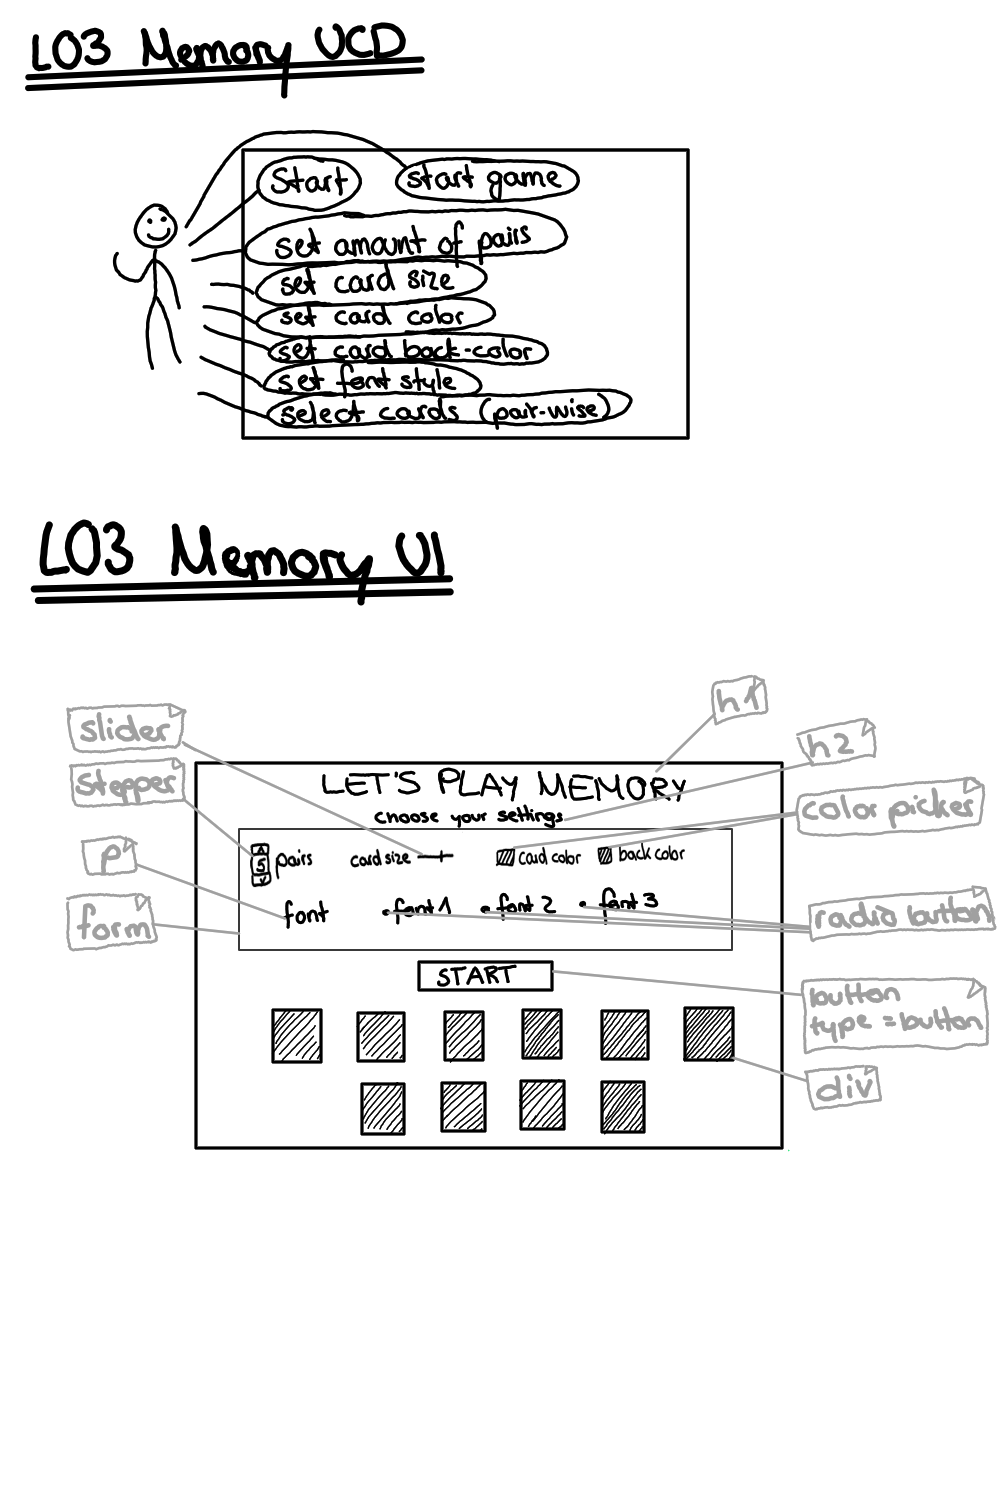 L03 Memory UCD
Start
start game
set amount of pairs
set card size
set card color
set card back-color
set font style
select cards (pair-wise)
L03 Memory UI
h1
slider
h2
stepper
LET'S PLAY MEMORY
choose your settings
color picker
p
5 pairs
card size
card color
back color
form
font
font 1
font 2
font 3
radio button
START
button
type = button
div